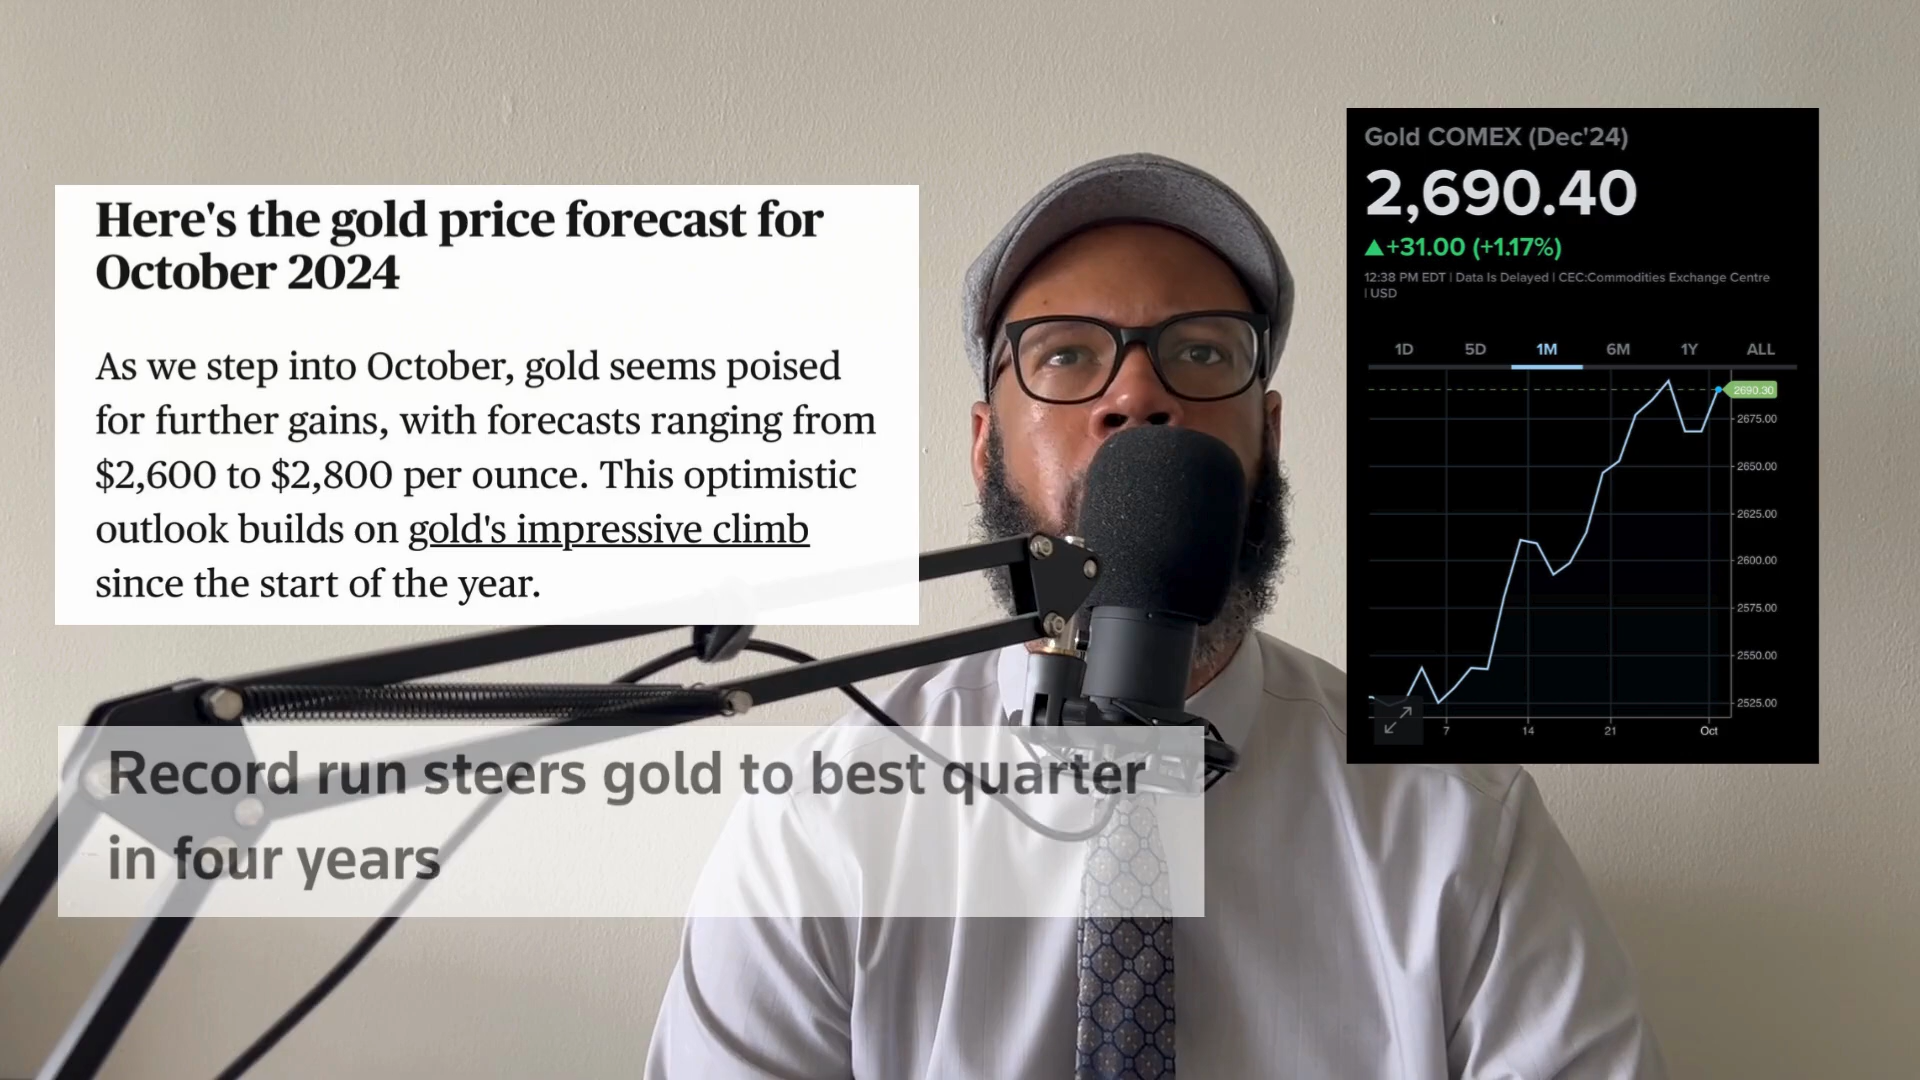 Here's the gold price forecast for
October 2024
As we step into October, gold seems poised
for further gains, with forecasts ranging from
$2,600 to $2,800 per ounce. This optimistic
outlook builds on gold's impressive climb
since the start of the year.
Record run steers gold to best quarter
in four years
Gold COMEX (Dec'24)
2,690.40
▲+31.00 (+1.17%)
12:38 PM EDT | Data Is Delayed | CEC:Commodities Exchange Centre
| USD
1D 5D 1M 6M 1Y ALL
2690.30
2675.00
2650.00
2625.00
2600.00
2575.00
2550.00
2525.00
7 14 21 Oct